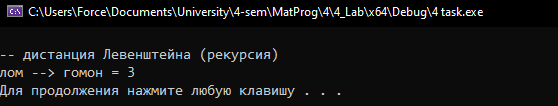 C:\Users\Force\Documents\University\4-sem\MatProg\4\4_Lab\x64\Debug\4 task.exe
-- дистанция Левенштейна (рекурсия)
лом --> гомон = 3
Для продолжения нажмите любую клавишу . . .